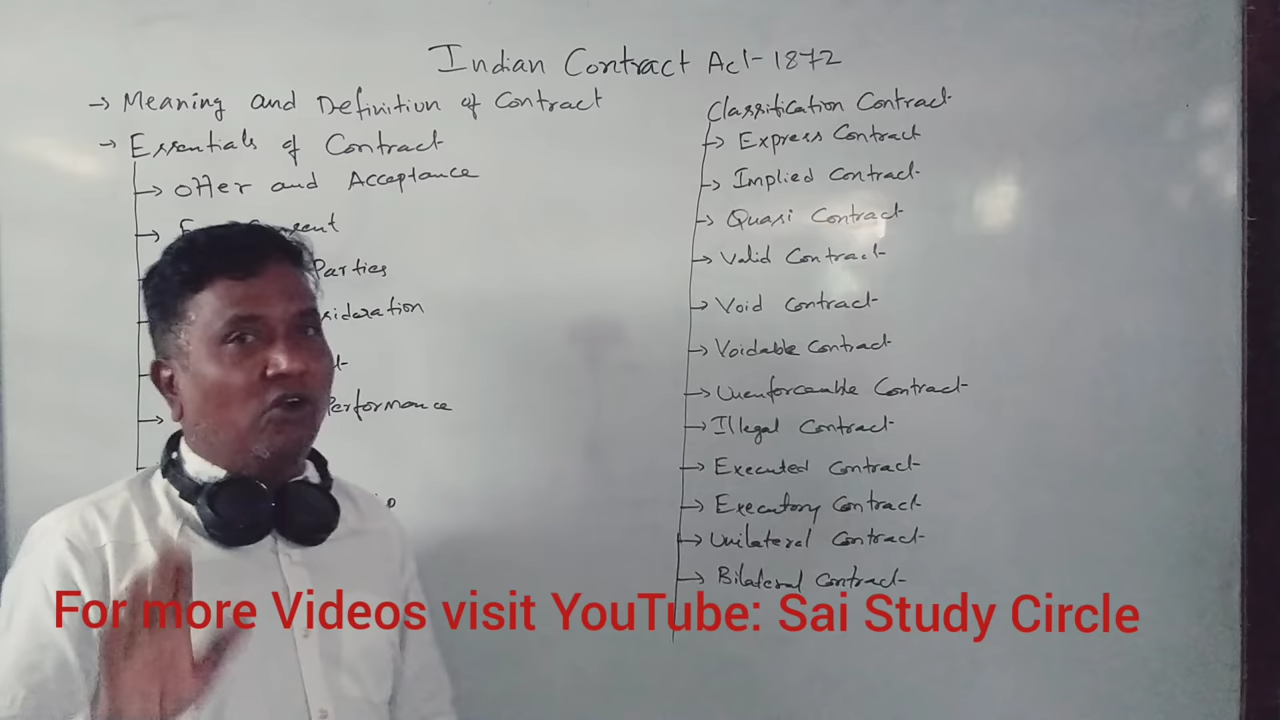 Indian Contract Act-1872
→ Meaning and Definition of Contract
→ Essentials of Contract
→ Offer and Acceptance
→
Parties
Performance
Classification Contract
→ Express Contract
→ Implied Contract
→ Quasi Contract
→ Valid Contract
→ Void Contract
→ Voidable Contract
→ Unenforceable Contract
→ Illegal Contract
→ Executed Contract
→ Executory Contract
→ Unilateral Contract
→ Bilateral Contract
For more Videos visit YouTube: Sai Study Circle